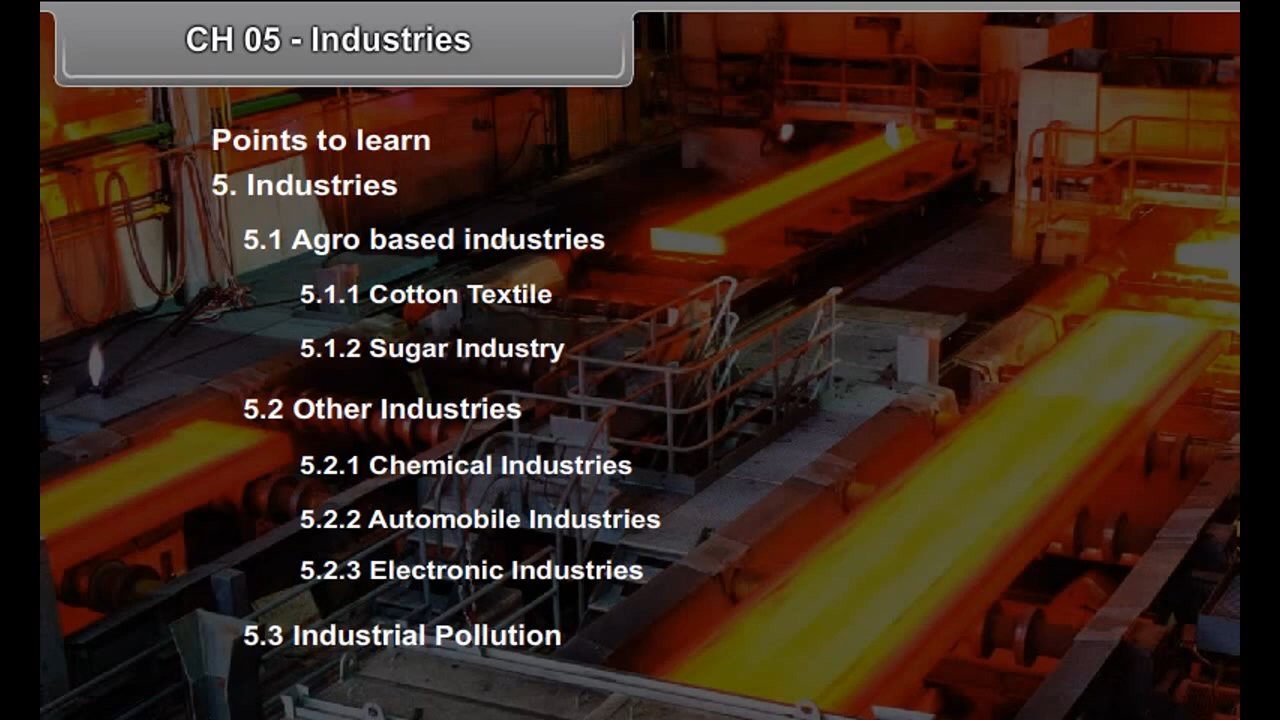 CH 05 - Industries
Points to learn
5. Industries
5.1 Agro based industries
5.1.1 Cotton Textile
5.1.2 Sugar Industry
5.2 Other Industries
5.2.1 Chemical Industries
5.2.2 Automobile Industries
5.2.3 Electronic Industries
5.3 Industrial Pollution